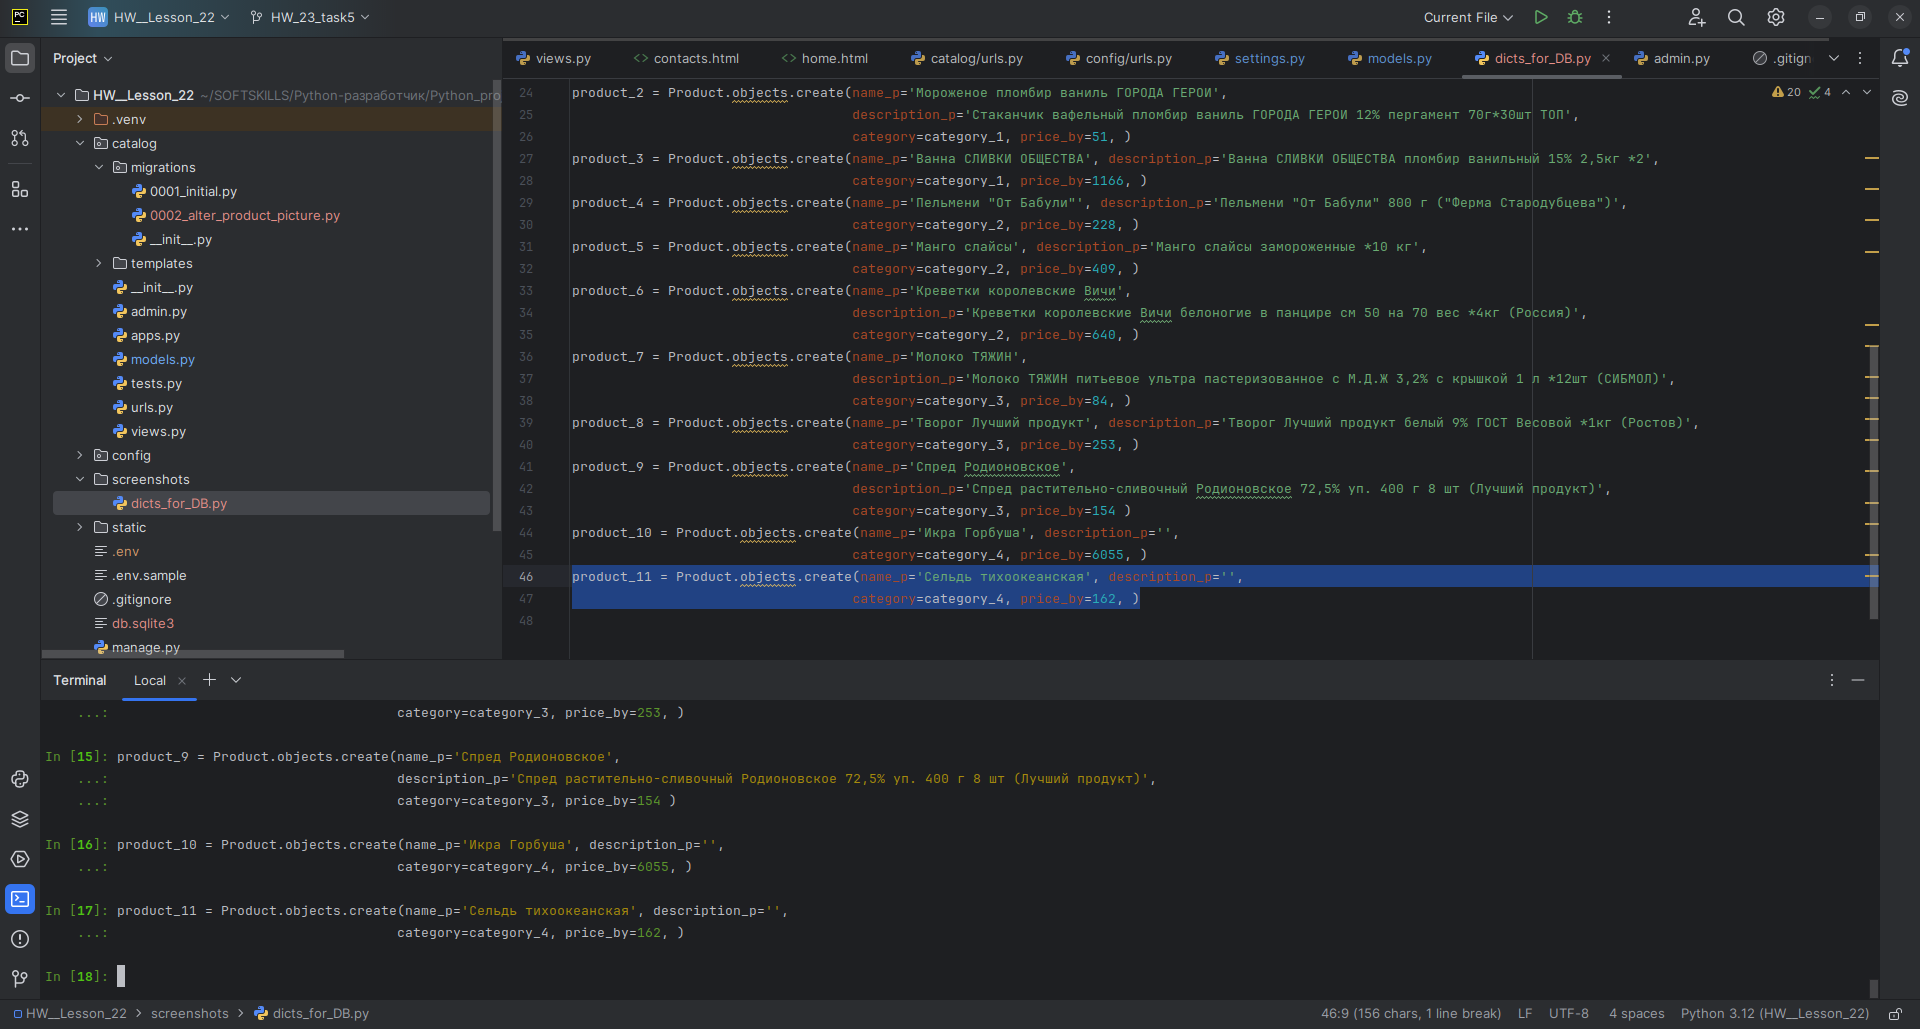 PC
HW HW__Lesson_22
HW_23_task5
Current File
Project
HW__Lesson_22 ~/SOFTSKILLS/Python-разработчик/Python_pro
.venv
catalog
migrations
0001_initial.py
0002_alter_product_picture.py
__init__.py
templates
__init__.py
admin.py
apps.py
models.py
tests.py
urls.py
views.py
config
screenshots
dicts_for_DB.py
static
.env
.env.sample
.gitignore
db.sqlite3
manage.py
views.py
contacts.html
home.html
catalog/urls.py
config/urls.py
settings.py
models.py
dicts_for_DB.py
admin.py
.gitign
20 4
24 product_2 = Product.objects.create(name_p='Мороженое пломбир ваниль ГОРОДА ГЕРОИ',
25 description_p='Стаканчик вафельный пломбир ваниль ГОРОДА ГЕРОИ 12% пергамент 70г*30шт ТОП',
26 category=category_1, price_by=51, )
27 product_3 = Product.objects.create(name_p='Ванна СЛИВКИ ОБЩЕСТВА', description_p='Ванна СЛИВКИ ОБЩЕСТВА пломбир ванильный 15% 2,5кг *2',
28 category=category_1, price_by=1166, )
29 product_4 = Product.objects.create(name_p='Пельмени "От Бабули"', description_p='Пельмени "От Бабули" 800 г ("Ферма Стародубцева")',
30 category=category_2, price_by=228, )
31 product_5 = Product.objects.create(name_p='Манго слайсы', description_p='Манго слайсы замороженные *10 кг',
32 category=category_2, price_by=409, )
33 product_6 = Product.objects.create(name_p='Креветки королевские Вичи',
34 description_p='Креветки королевские Вичи белоногие в панцире см 50 на 70 вес *4кг (Россия)',
35 category=category_2, price_by=640, )
36 product_7 = Product.objects.create(name_p='Молоко ТЯЖИН',
37 description_p='Молоко ТЯЖИН питьевое ультра пастеризованное с М.Д.Ж 3,2% с крышкой 1 л *12шт (СИБМОЛ)',
38 category=category_3, price_by=84, )
39 product_8 = Product.objects.create(name_p='Творог Лучший продукт', description_p='Творог Лучший продукт белый 9% ГОСТ Весовой *1кг (Ростов)',
40 category=category_3, price_by=253, )
41 product_9 = Product.objects.create(name_p='Спред Родионовское',
42 description_p='Спред растительно-сливочный Родионовское 72,5% уп. 400 г 8 шт (Лучший продукт)',
43 category=category_3, price_by=154 )
44 product_10 = Product.objects.create(name_p='Икра Горбуша', description_p='',
45 category=category_4, price_by=6055, )
46 product_11 = Product.objects.create(name_p='Сельдь тихоокеанская', description_p='',
47 category=category_4, price_by=162, )
48
Terminal
Local
...: category=category_3, price_by=253, )
In [15]: product_9 = Product.objects.create(name_p='Спред Родионовское',
...: description_p='Спред растительно-сливочный Родионовское 72,5% уп. 400 г 8 шт (Лучший продукт)',
...: category=category_3, price_by=154 )
In [16]: product_10 = Product.objects.create(name_p='Икра Горбуша', description_p='',
...: category=category_4, price_by=6055, )
In [17]: product_11 = Product.objects.create(name_p='Сельдь тихоокеанская', description_p='',
...: category=category_4, price_by=162, )
In [18]:
HW__Lesson_22 > screenshots > dicts_for_DB.py
46:9 (156 chars, 1 line break) LF UTF-8 4 spaces Python 3.12 (HW__Lesson_22)